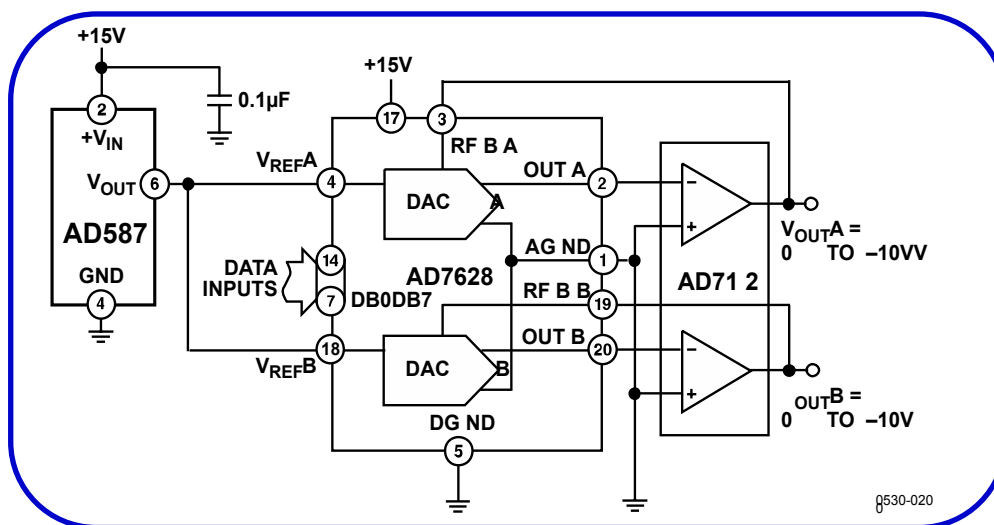 +15V
0.1µF
2
+VIN
VOUT
6
AD587
GND
4
+15V
17
3
RF B A
VREFA
4
DAC
A
OUT A
2
AG ND
1
14
7
DATA
INPUTS
DB0DB7
AD7628
RF B B
19
VREFB
18
DAC
B
OUT B
20
DG ND
5
−
+
AD71 2
−
+
VOUTA =
0 TO –10VV
OUTB =
0 TO –10V
0530-020
0